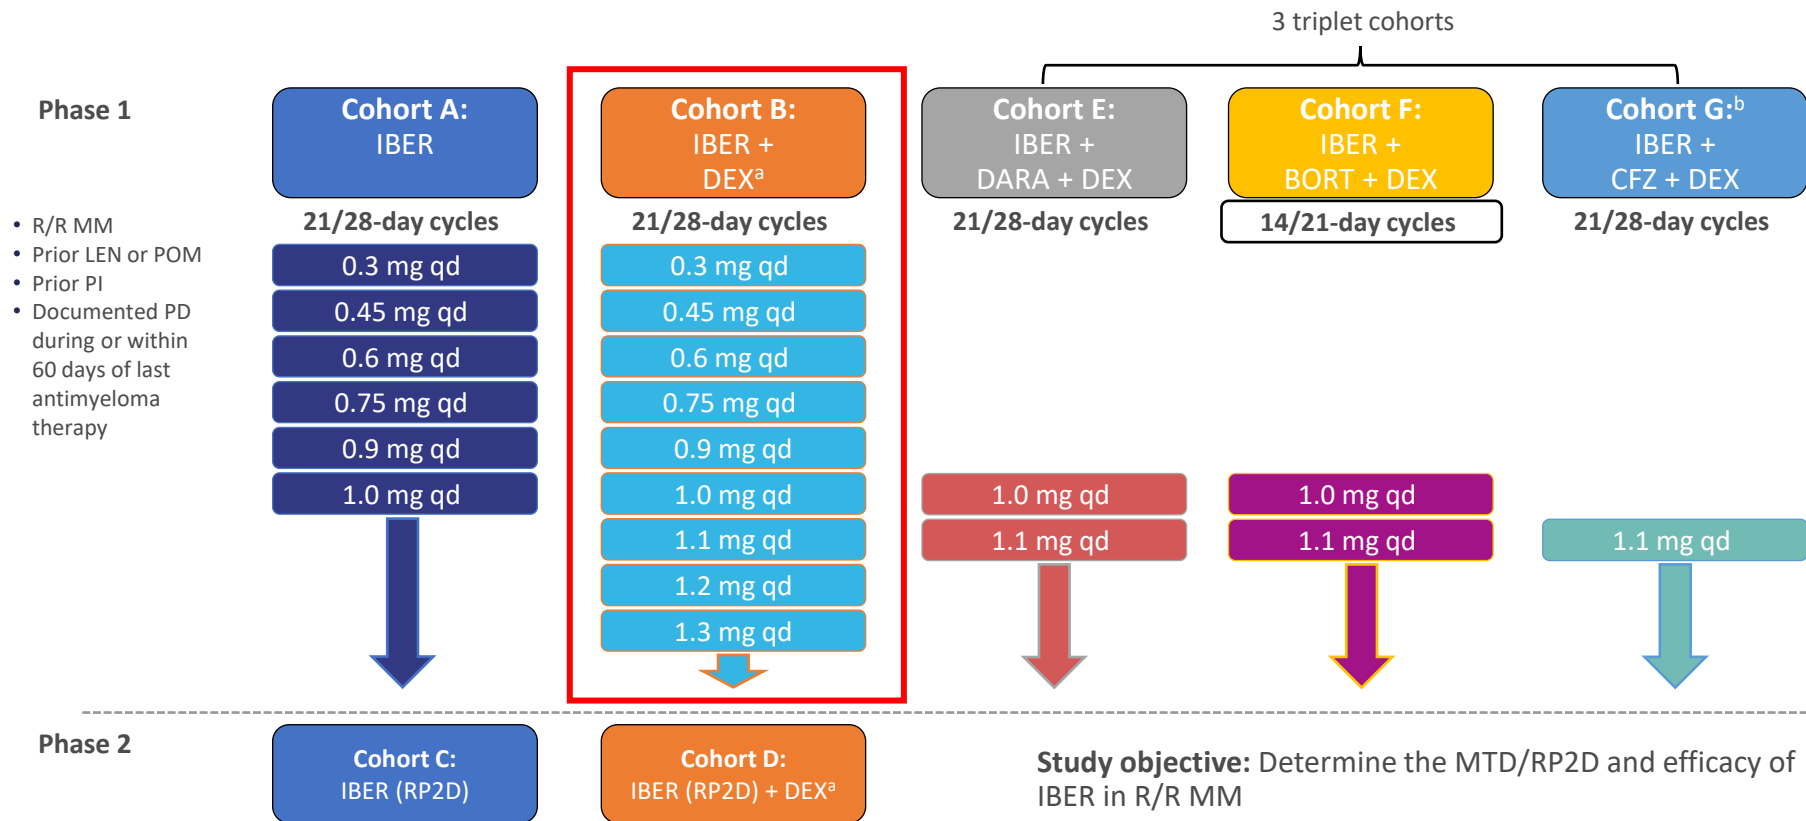 3 triplet cohorts
Phase 1
• R/R MM
• Prior LEN or POM
• Prior PI
• Documented PD
during or within
60 days of last
antimyeloma
therapy
Cohort A:
IBER
21/28-day cycles
0.3 mg qd
0.45 mg qd
0.6 mg qd
0.75 mg qd
0.9 mg qd
1.0 mg qd
Cohort B:
IBER +
DEXᵃ
21/28-day cycles
0.3 mg qd
0.45 mg qd
0.6 mg qd
0.75 mg qd
0.9 mg qd
1.0 mg qd
1.1 mg qd
1.2 mg qd
1.3 mg qd
Cohort E:
IBER +
DARA + DEX
21/28-day cycles
1.0 mg qd
1.1 mg qd
Cohort F:
IBER +
BORT + DEX
14/21-day cycles
1.0 mg qd
1.1 mg qd
Cohort G:ᵇ
IBER +
CFZ + DEX
21/28-day cycles
1.1 mg qd
Phase 2
Cohort C:
IBER (RP2D)
Cohort D:
IBER (RP2D) + DEXᵃ
Study objective: Determine the MTD/RP2D and efficacy of
IBER in R/R MM